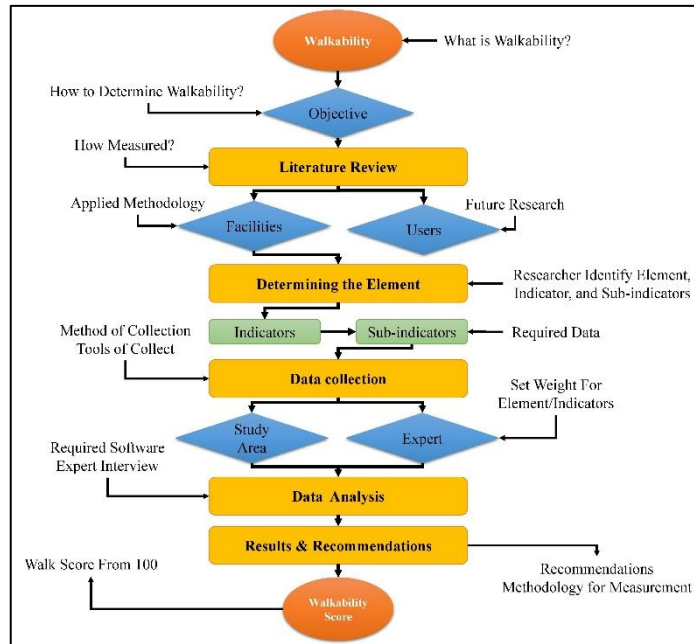 Walkability
What is Walkability?
How to Determine Walkability?
Objective
How Measured?
Literature Review
Applied Methodology
Facilities
Users
Future Research
Determining the Element
Researcher Identify Element,
Indicator, and Sub-indicators
Indicators
Sub-indicators
Required Data
Method of Collection
Tools of Collect
Data collection
Set Weight For
Element/Indicators
Study
Area
Expert
Required Software
Expert Interview
Data Analysis
Results & Recommendations
Walk Score From 100
Recommendations
Methodology for Measurement
Walkability
Score